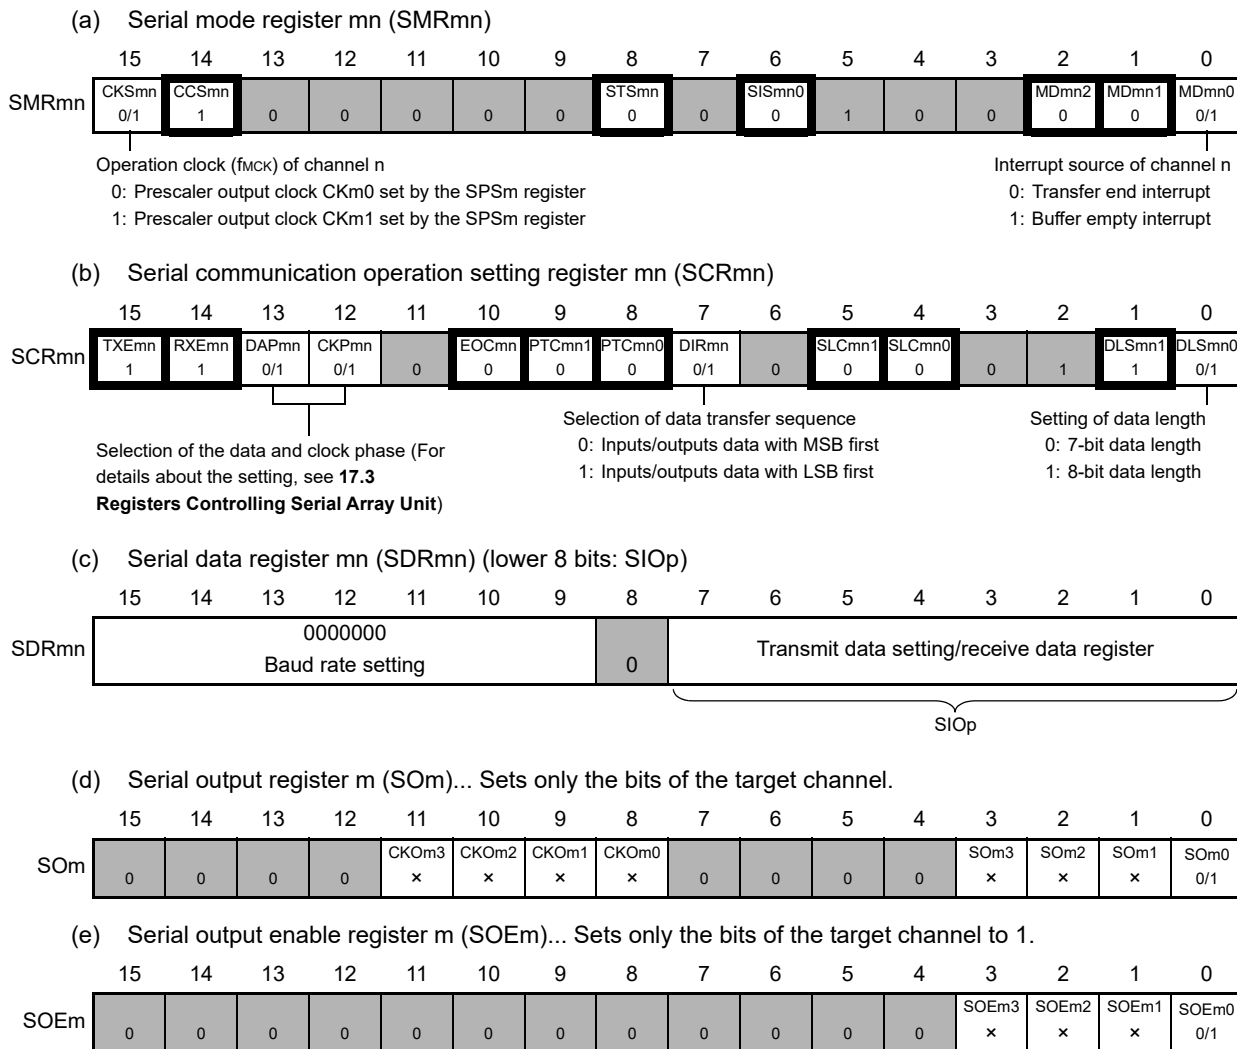 (a) Serial mode register mn (SMRmn)
15 14 13 12 11 10 9 8 7 6 5 4 3 2 1 0
SMRmn
CKSmn CCSmn STSmn SISmn0 MDmn2 MDmn1 MDmn0
0/1 1 0 0 0 0 0 0 0 0 1 0 0 0 0 0/1
Operation clock (fMCK) of channel n
0: Prescaler output clock CKm0 set by the SPSm register
1: Prescaler output clock CKm1 set by the SPSm register
Interrupt source of channel n
0: Transfer end interrupt
1: Buffer empty interrupt
(b) Serial communication operation setting register mn (SCRmn)
15 14 13 12 11 10 9 8 7 6 5 4 3 2 1 0
SCRmn
TXEmn RXEmn DAPmn CKPmn EOCmn PTCmn1 PTCmn0 DIRmn SLCmn1 SLCmn0 DLSmn1 DLSmn0
1 1 0/1 0/1 0 0 0 0 0/1 0 0 0 0 1 1 0/1
Selection of the data and clock phase (For
details about the setting, see 17.3
Registers Controlling Serial Array Unit)
Selection of data transfer sequence
0: Inputs/outputs data with MSB first
1: Inputs/outputs data with LSB first
Setting of data length
0: 7-bit data length
1: 8-bit data length
(c) Serial data register mn (SDRmn) (lower 8 bits: SIOp)
15 14 13 12 11 10 9 8 7 6 5 4 3 2 1 0
SDRmn
0000000
Baud rate setting
0
Transmit data setting/receive data register
SIOp
(d) Serial output register m (SOm)... Sets only the bits of the target channel.
15 14 13 12 11 10 9 8 7 6 5 4 3 2 1 0
SOm
CKOm3 CKOm2 CKOm1 CKOm0 SOm3 SOm2 SOm1 SOm0
0 0 0 0 × × × × 0 0 0 0 × × × 0/1
(e) Serial output enable register m (SOEm)... Sets only the bits of the target channel to 1.
15 14 13 12 11 10 9 8 7 6 5 4 3 2 1 0
SOEm
SOEm3 SOEm2 SOEm1 SOEm0
0 0 0 0 0 0 0 0 0 0 0 0 × × × 0/1